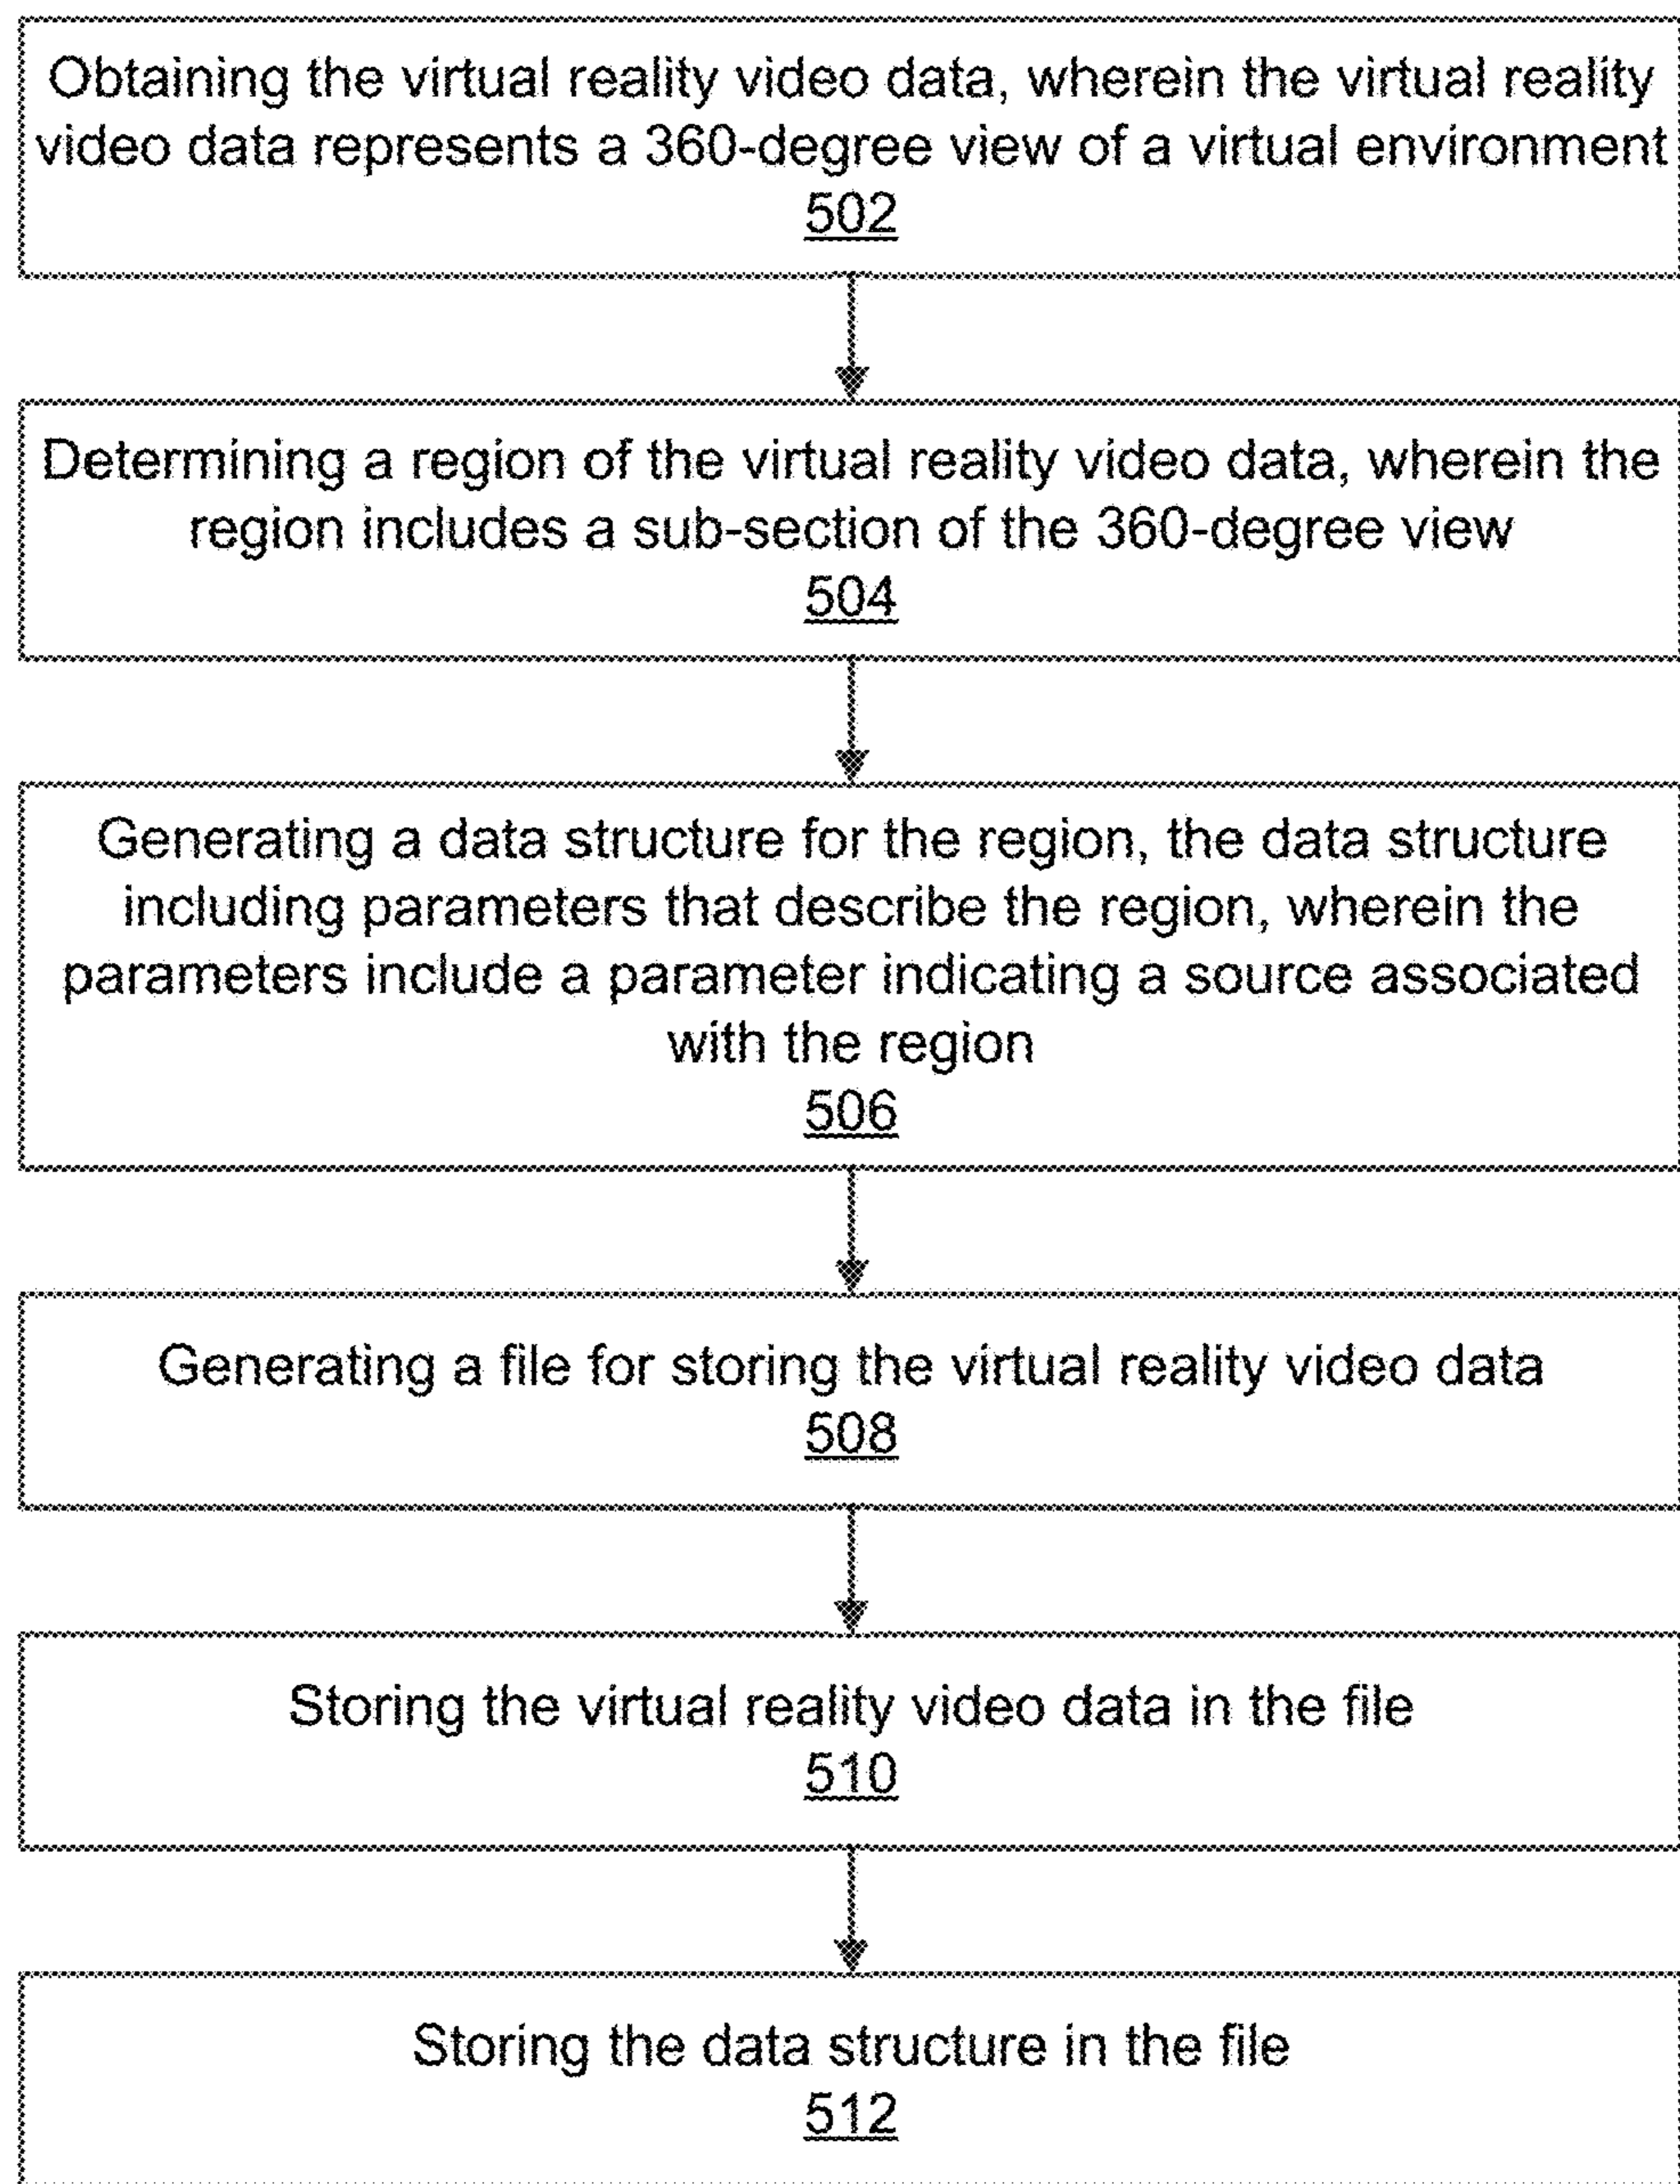 Obtaining the virtual reality video data, wherein the virtual reality
video data represents a 360-degree view of a virtual environment
502
Determining a region of the virtual reality video data, wherein the
region includes a sub-section of the 360-degree view
504
Generating a data structure for the region, the data structure
including parameters that describe the region, wherein the
parameters include a parameter indicating a source associated
with the region
506
Generating a file for storing the virtual reality video data
508
Storing the virtual reality video data in the file
510
Storing the data structure in the file
512